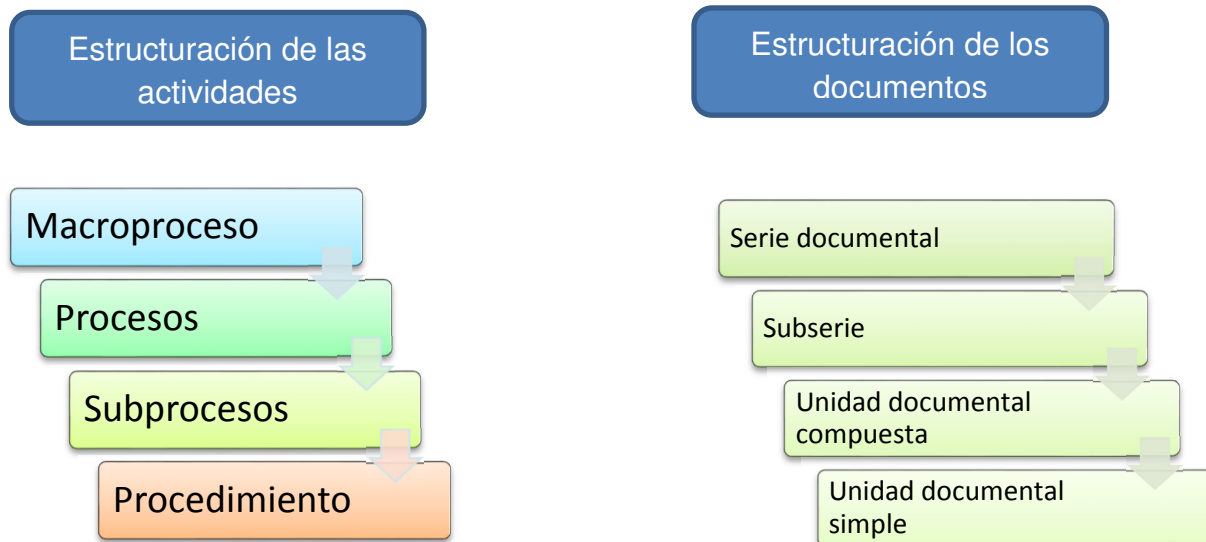 Estructuración de las
actividades
Macroproceso
Procesos
Subprocesos
Procedimiento
Estructuración de los
documentos
Serie documental
Subserie
Unidad documental
compuesta
Unidad documental
simple